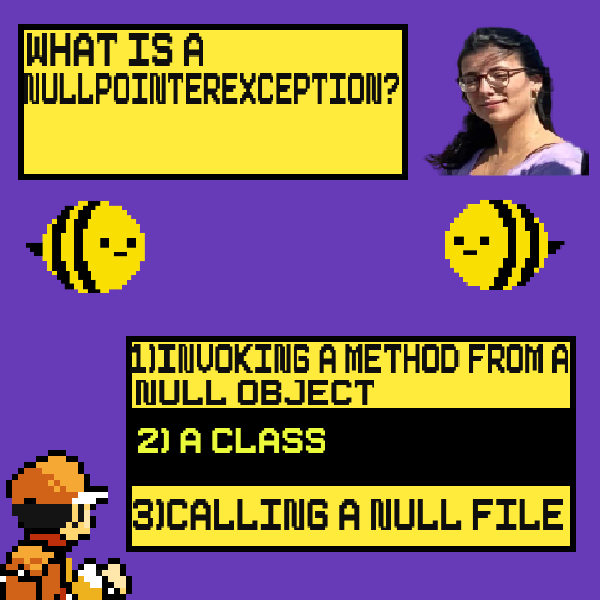 WHAT IS A
NULLPOINTEREXCEPTION?
1)INVOKING A METHOD FROM A
NULL OBJECT
2) A CLASS
3)CALLING A NULL FILE